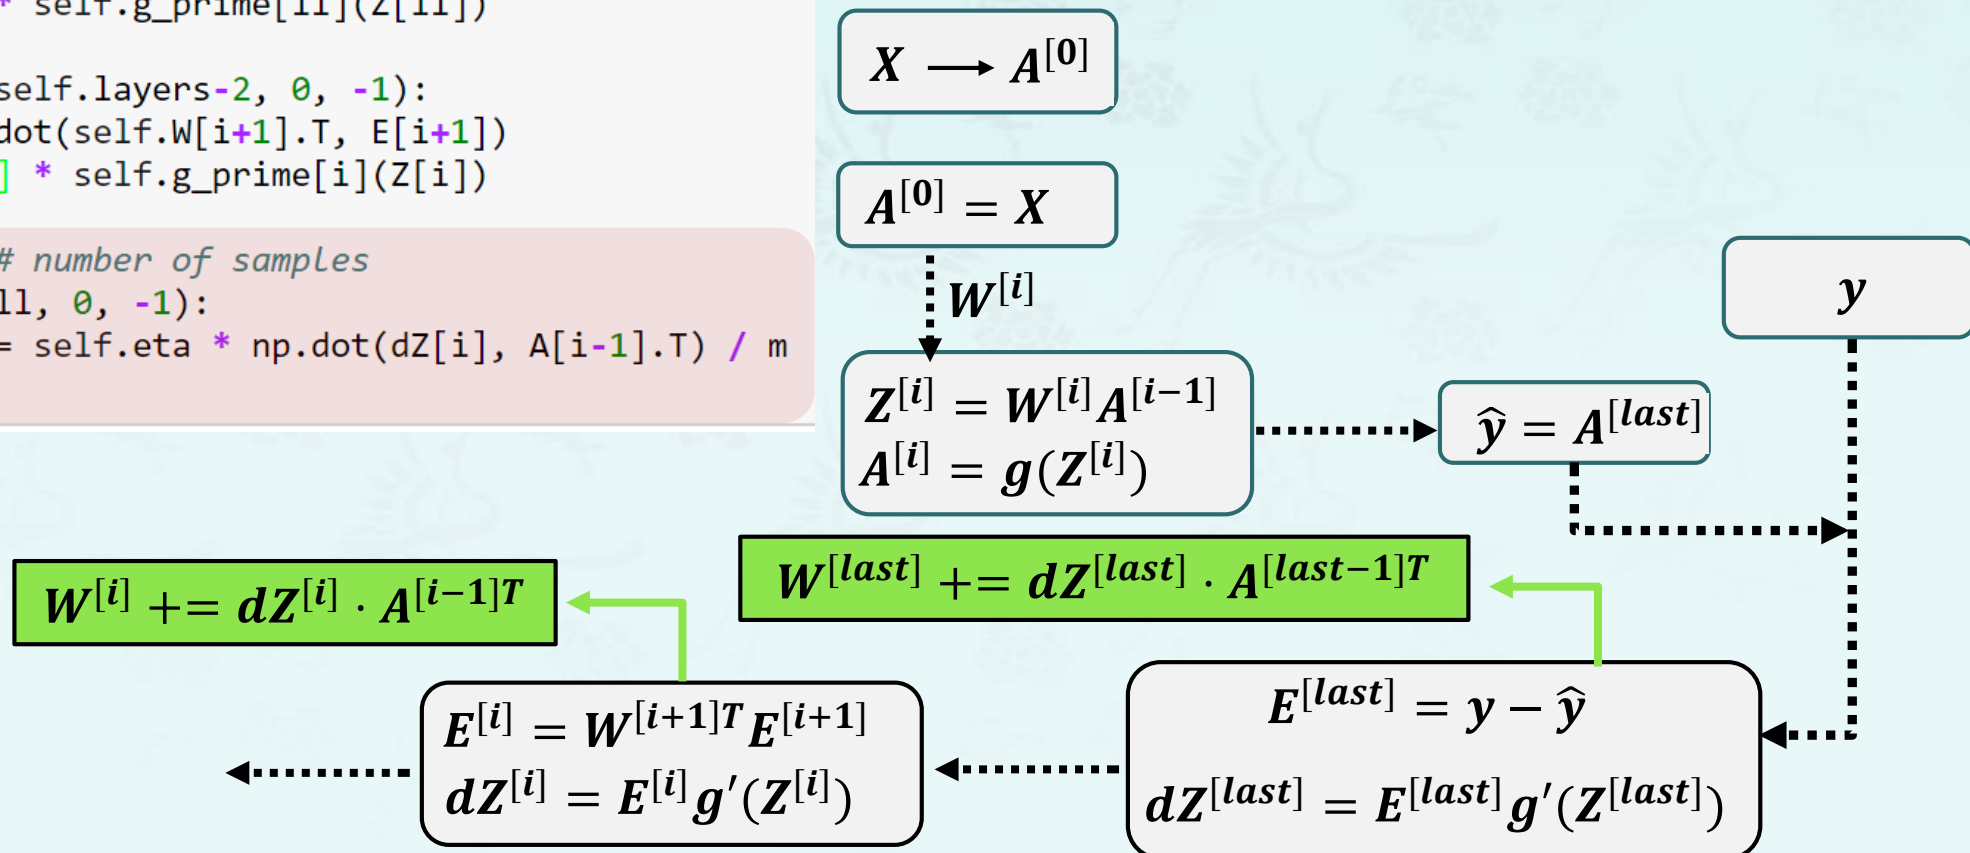 * self.g_prime[ll](Z[ll])
self.layers-2, 0, -1):
dot(self.W[i+1].T, E[i+1])
] * self.g_prime[i](Z[i])
# number of samples
ll, 0, -1):
= self.eta * np.dot(dZ[i], A[i-1].T) / m
X ⟶ A^[0]
A^[0] = X
W^[i]
y
Z^[i] = W^[i] A^[i−1]
A^[i] = g(Z^[i])
ŷ = A^[last]
W^[last] += dZ^[last] · A^[last−1]T
W^[i] += dZ^[i] · A^[i−1]T
E^[last] = y − ŷ
dZ^[last] = E^[last] g′(Z^[last])
E^[i] = W^[i+1]T E^[i+1]
dZ^[i] = E^[i] g′(Z^[i])